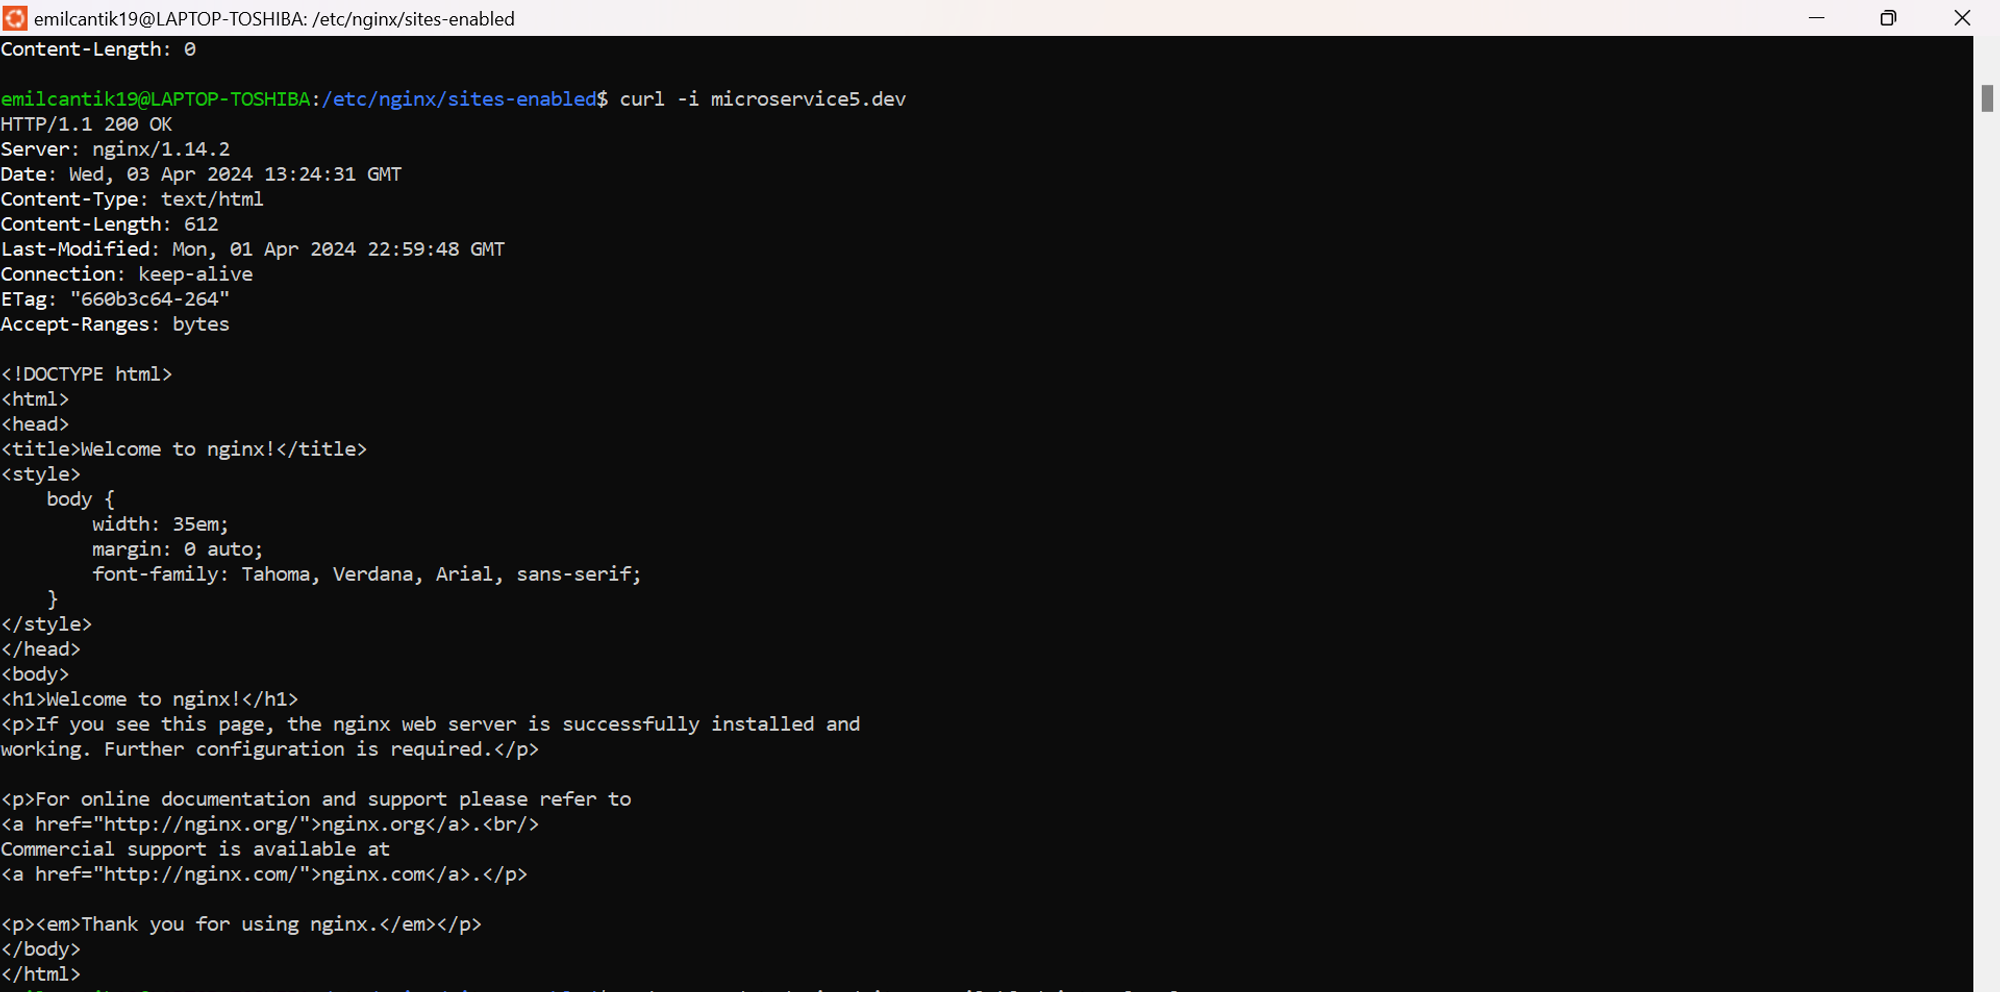 emilcantik19@LAPTOP-TOSHIBA: /etc/nginx/sites-enabled
Content-Length: 0
emilcantik19@LAPTOP-TOSHIBA:/etc/nginx/sites-enabled$ curl -i microservice5.dev
HTTP/1.1 200 OK
Server: nginx/1.14.2
Date: Wed, 03 Apr 2024 13:24:31 GMT
Content-Type: text/html
Content-Length: 612
Last-Modified: Mon, 01 Apr 2024 22:59:48 GMT
Connection: keep-alive
ETag: "660b3c64-264"
Accept-Ranges: bytes
<!DOCTYPE html>
<html>
<head>
<title>Welcome to nginx!</title>
<style>
    body {
        width: 35em;
        margin: 0 auto;
        font-family: Tahoma, Verdana, Arial, sans-serif;
    }
</style>
</head>
<body>
<h1>Welcome to nginx!</h1>
<p>If you see this page, the nginx web server is successfully installed and
working. Further configuration is required.</p>
<p>For online documentation and support please refer to
<a href="http://nginx.org/">nginx.org</a>.<br/>
Commercial support is available at
<a href="http://nginx.com/">nginx.com</a>.</p>
<p><em>Thank you for using nginx.</em></p>
</body>
</html>